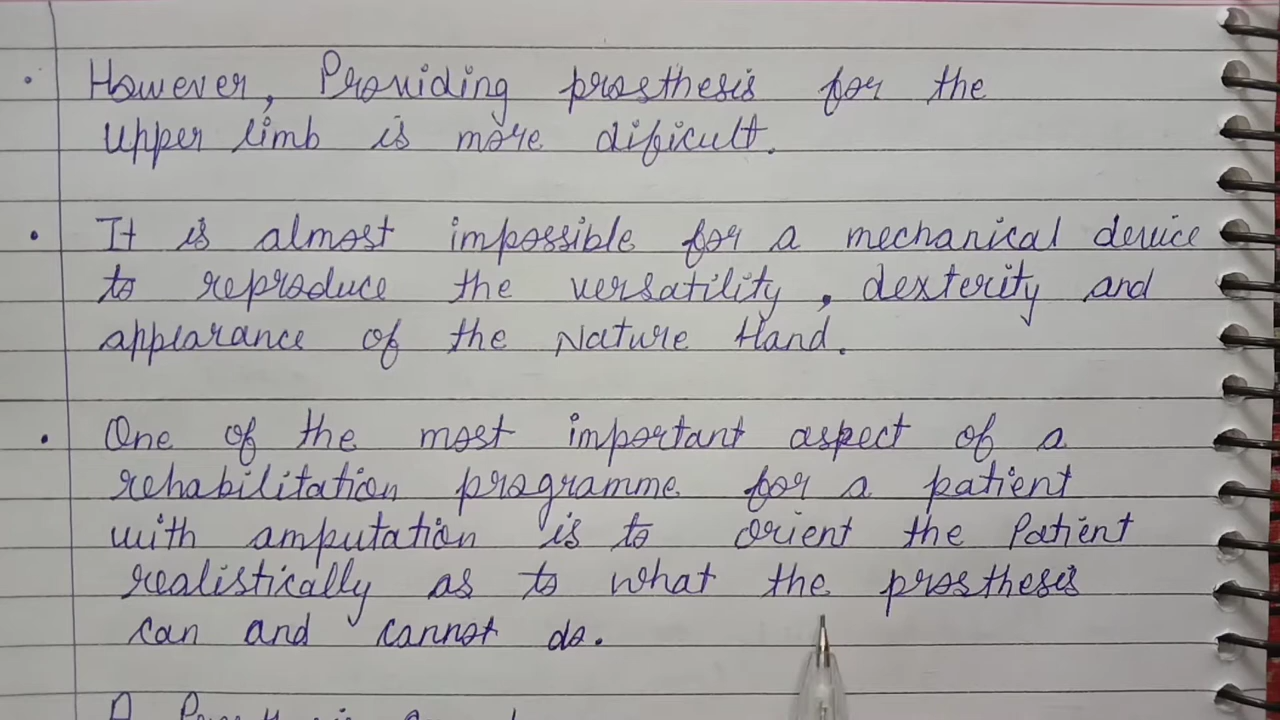 • However, Providing prosthesis for the
Upper limb is more dificult.
• It is almost impossible for a mechanical device
to reproduce the versatility, dexterity and
appearance of the Nature Hand.
• One of the most important aspect of a
rehabilitation programme for a patient
with amputation is to orient the Patient
realistically as to what the prosthesis
can and cannot do.